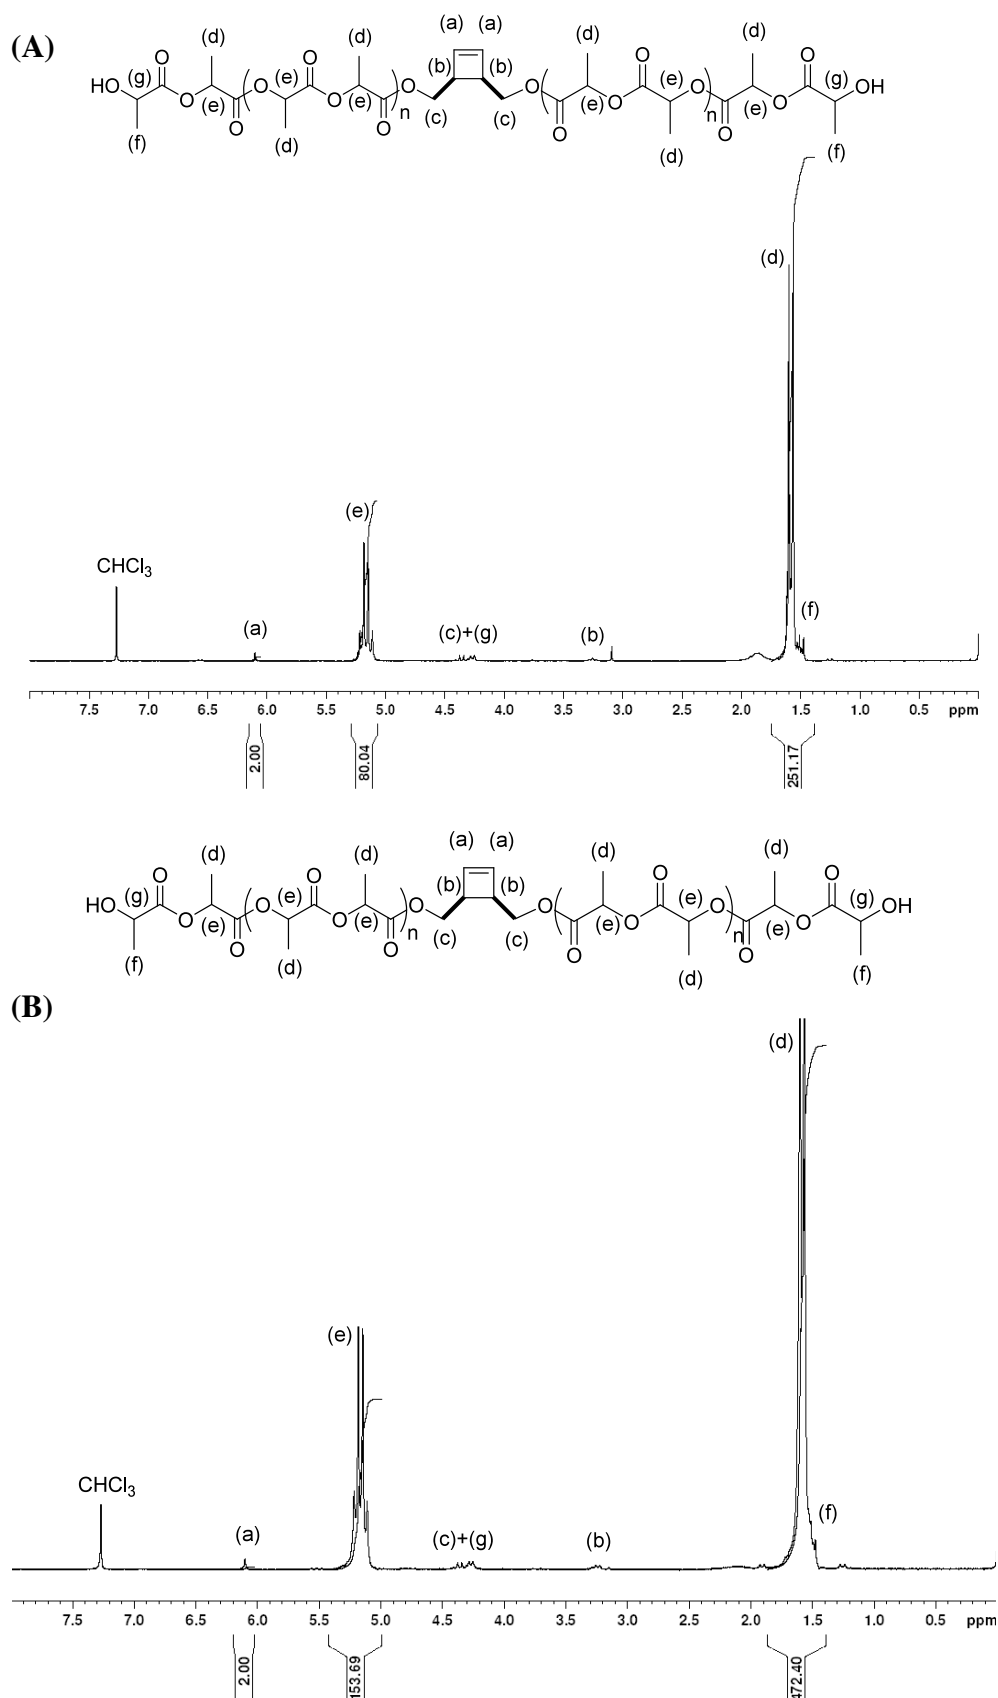 (A)
(a) (a)
(d) (d) (d) (d)
(b) (b)
HO (g) O (e) O (e) O (g) OH
O O O O O O O O
(e) O (e) O n (c) (c) O (e) O (e) n O (e)
(f) (d) (d) (f)
(d)
(e)
CHCl3
(a) (c)+(g) (b) (f)
7.5 7.0 6.5 6.0 5.5 5.0 4.5 4.0 3.5 3.0 2.5 2.0 1.5 1.0 0.5 ppm
2.00 80.04 251.17
(a) (a)
(d) (d) (d) (d)
(b) (b)
HO (g) O (e) O (e) O (g) OH
O O O O O O O O
(e) O (e) O n (c) (c) O (e) O (e) n O (e)
(f) (d) (d) (f)
(B)
(d)
(e)
CHCl3
(a) (c)+(g) (b) (f)
7.5 7.0 6.5 6.0 5.5 5.0 4.5 4.0 3.5 3.0 2.5 2.0 1.5 1.0 0.5 ppm
2.00 153.69 472.40